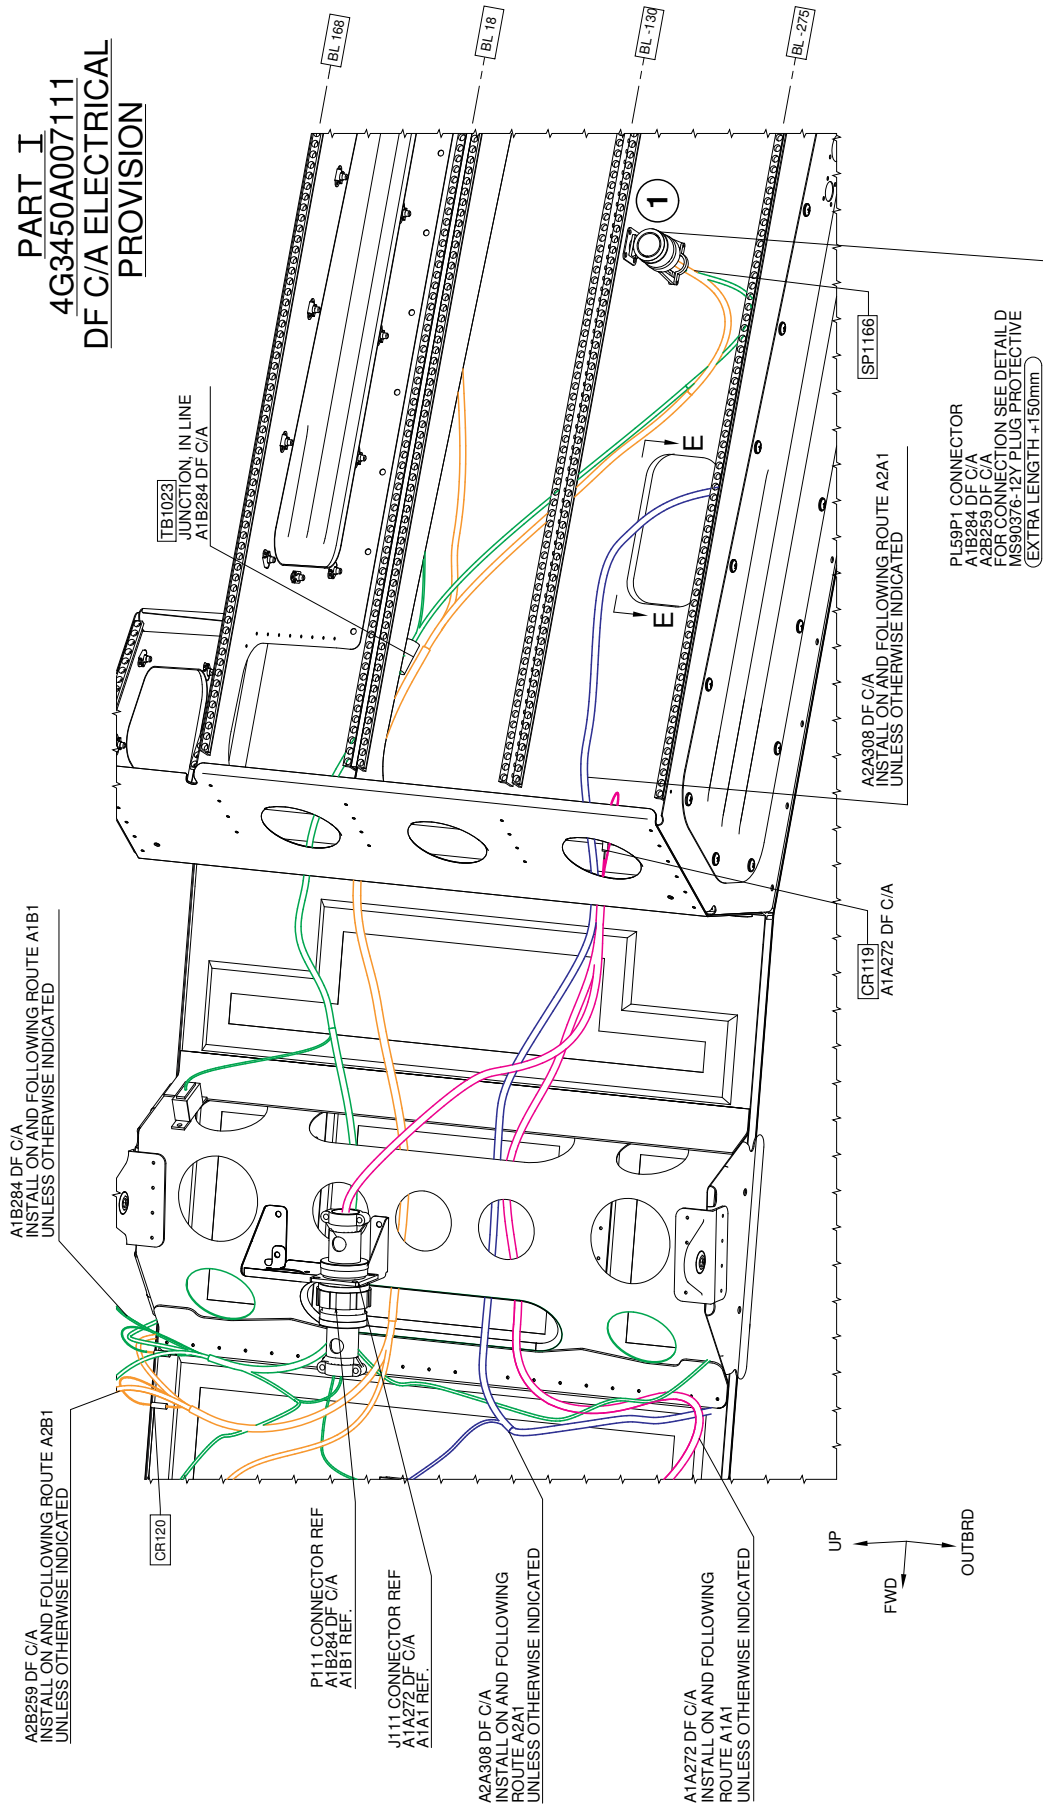 PART I
4G3450A007111
DF C/A ELECTRICAL
PROVISION
BL 168
BL 18
BL -130
BL -275
TB1023
JUNCTION, IN LINE
A1B284 DF C/A
1
SP1166
E
E
PL59P1 CONNECTOR
A1B284 DF C/A
A2B259 DF C/A
FOR CONNECTION SEE DETAIL D
MS90376-12Y PLUG PROTECTIVE
EXTRA LENGTH +150mm
A2A308 DF C/A
INSTALL ON AND FOLLOWING ROUTE A2A1
UNLESS OTHERWISE INDICATED
CR119
A1A272 DF C/A
A1B284 DF C/A
INSTALL ON AND FOLLOWING ROUTE A1B1
UNLESS OTHERWISE INDICATED
A2B259 DF C/A
INSTALL ON AND FOLLOWING ROUTE A2B1
UNLESS OTHERWISE INDICATED
CR120
P111 CONNECTOR REF
A1B284 DF C/A
A1B1 REF.
J111 CONNECTOR REF
A1A272 DF C/A
A1A1 REF.
A2A308 DF C/A
INSTALL ON AND FOLLOWING
ROUTE A2A1
UNLESS OTHERWISE INDICATED
A1A272 DF C/A
INSTALL ON AND FOLLOWING
ROUTE A1A1
UNLESS OTHERWISE INDICATED
UP
FWD
OUTBRD